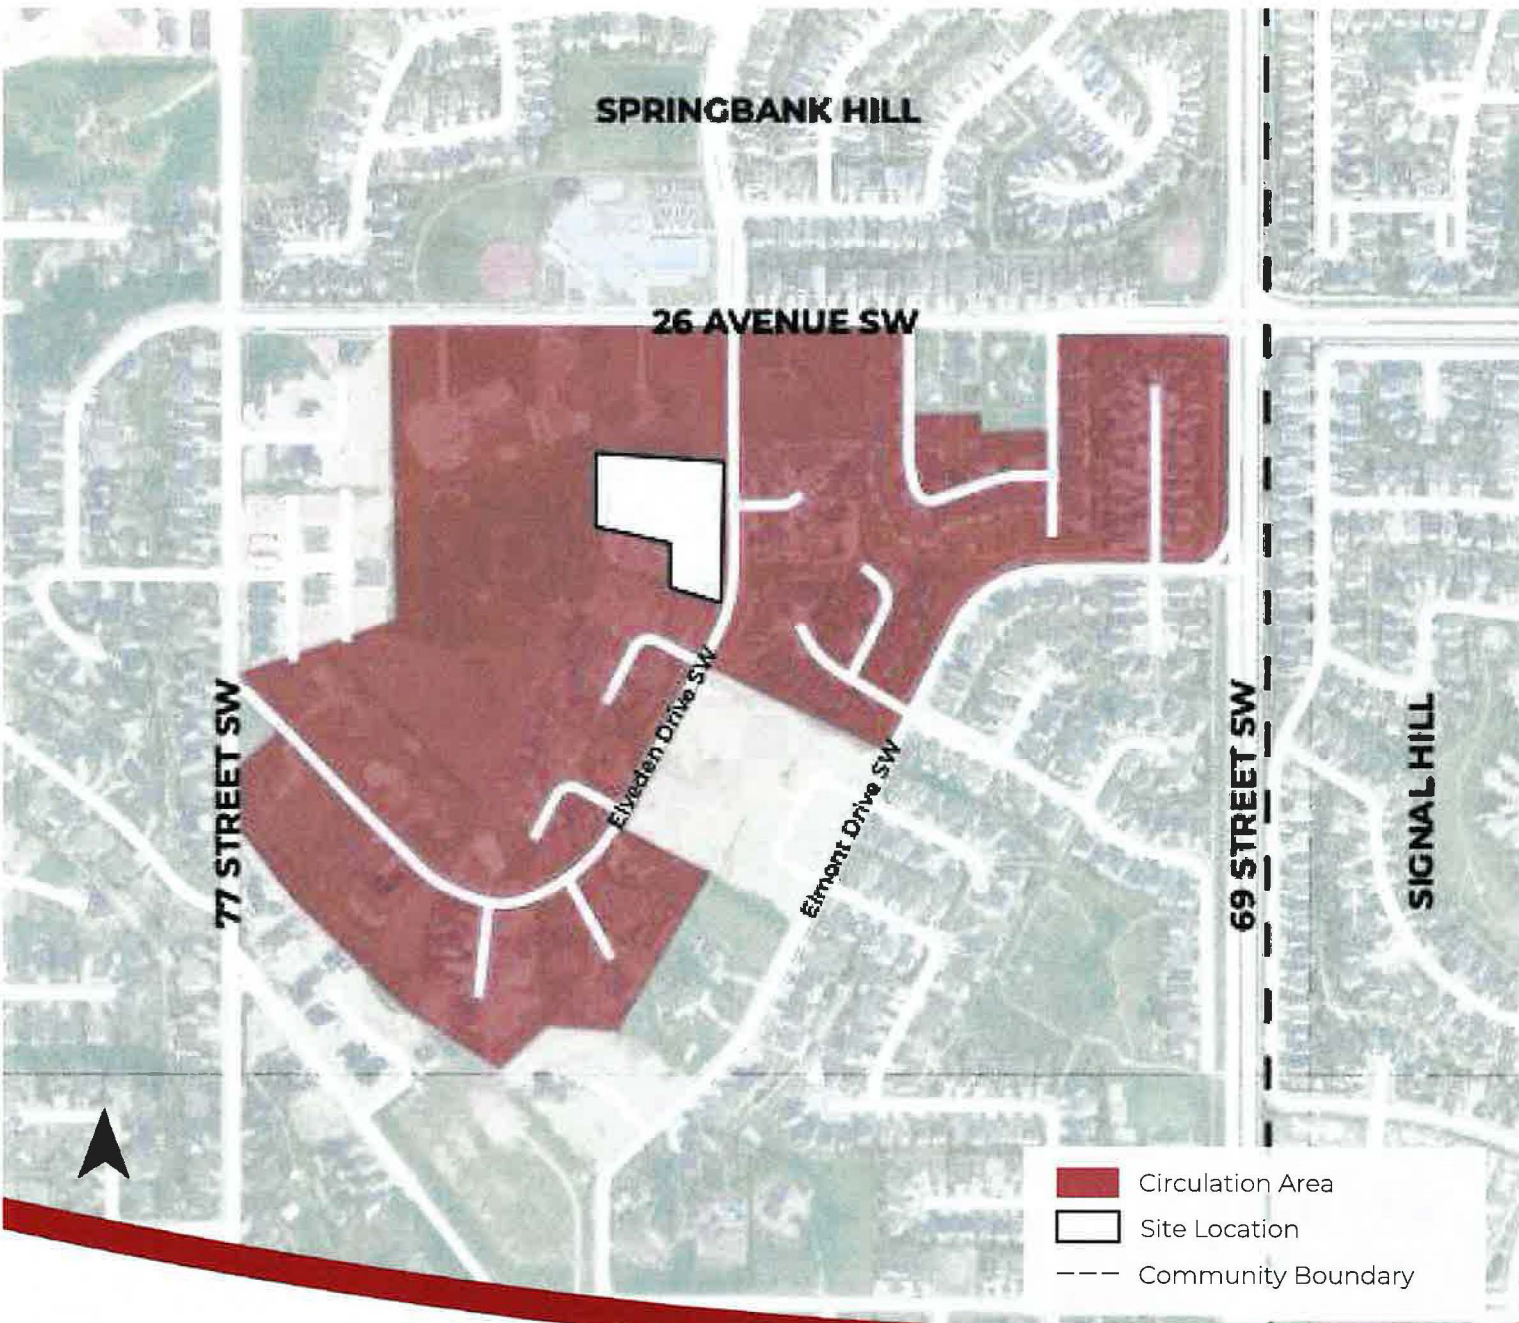 SPRINGBANK HILL
26 AVENUE SW
Elveden Drive SW
Elmont Drive SW
77 STREET SW
69 STREET SW
SIGNAL HILL
Circulation Area
Site Location
Community Boundary